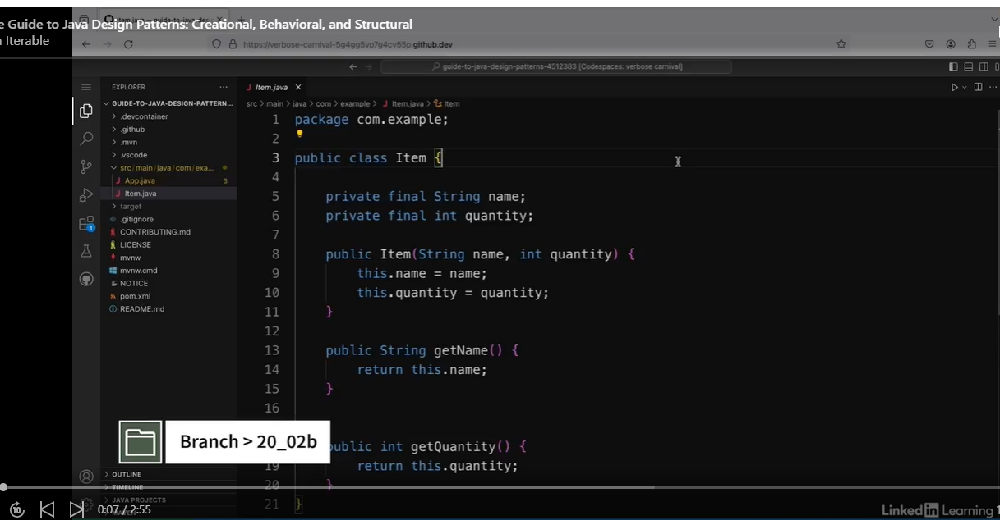 e Guide to Java Design Patterns: Creational, Behavioral, and Structural
Iterable
https://verbose-carnival-5g4gg5vp7g4cv55p.github.dev
guide-to-java-design-patterns-4512383 [Codespaces: verbose carnival]
EXPLORER
Item.java
GUIDE-TO-JAVA-DESIGN-PATTERN...
.devcontainer
.github
.mvn
.vscode
src/main/java/com/exa...
App.java 3
Item.java
target
.gitignore
CONTRIBUTING.md
LICENSE
mvnw
mvnw.cmd
NOTICE
pom.xml
README.md
OUTLINE
TIMELINE
JAVA PROJECTS
MAVEN
src > main > java > com > example > Item.java > Item
1 package com.example;
2
3 public class Item {
4
5 private final String name;
6 private final int quantity;
7
8 public Item(String name, int quantity) {
9 this.name = name;
10 this.quantity = quantity;
11 }
12
13 public String getName() {
14 return this.name;
15 }
16
public int getQuantity() {
19 return this.quantity;
20 }
21 }
1
Branch > 20_02b
10
0:07 / 2:55
LinkedIn Learning